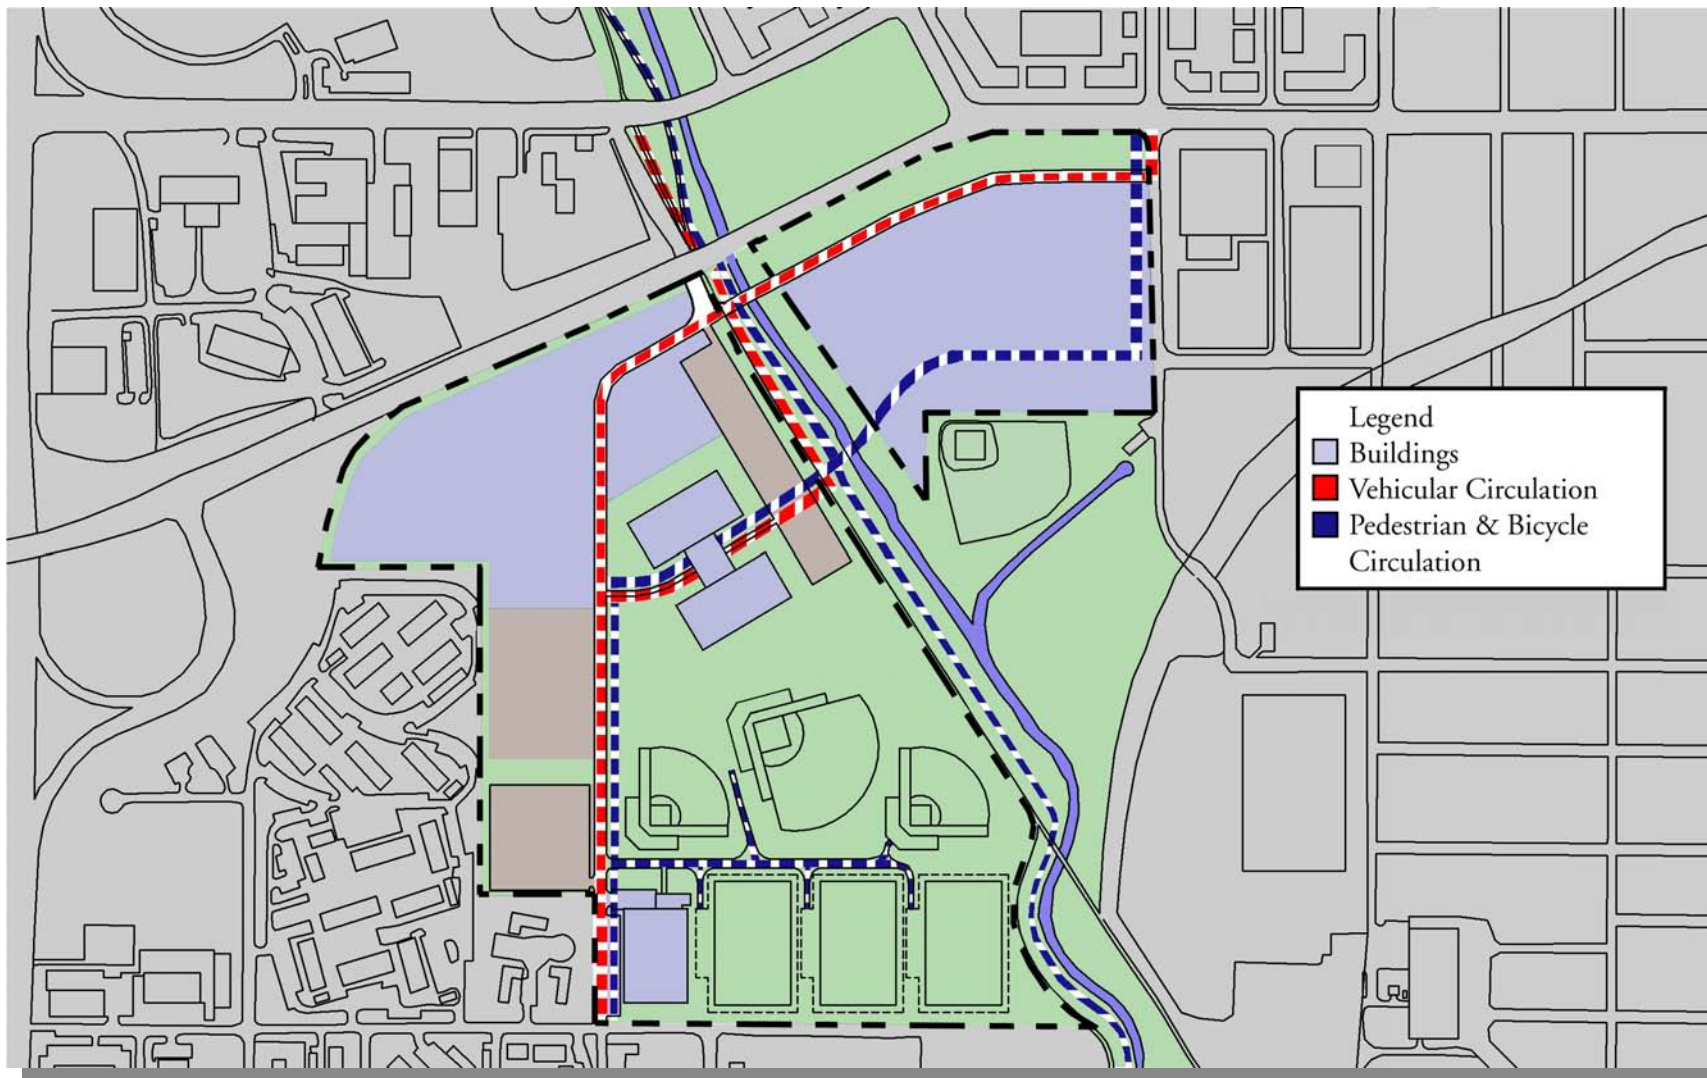 Legend
Buildings
Vehicular Circulation
Pedestrian & Bicycle
Circulation